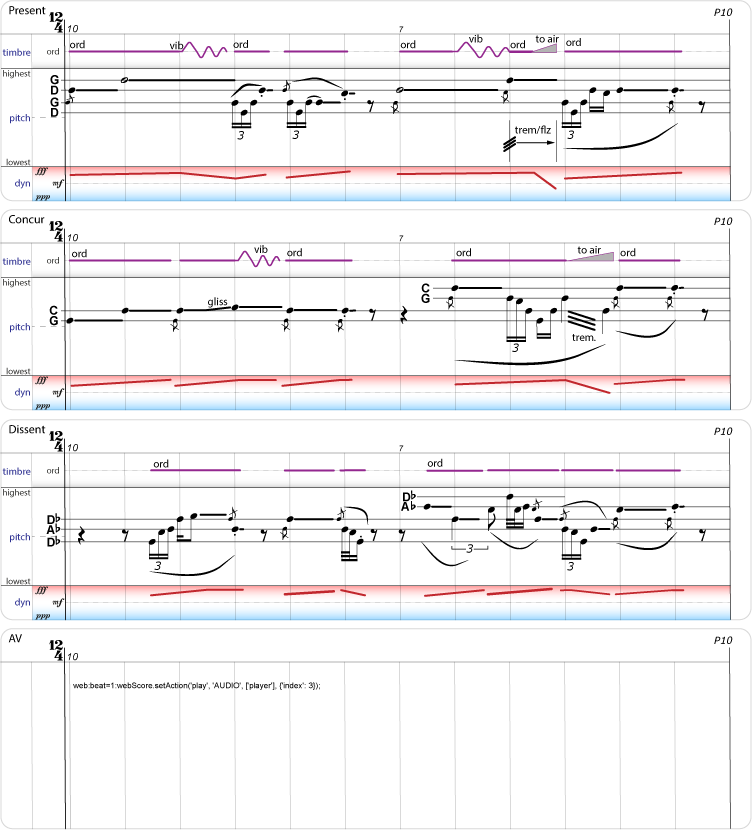 Present 12 4 P10
10 7
ord vib ord ord vib ord to air ord
timbre ord
highest
G
D
G
D
pitch
3 3 trem/flz 3
lowest
fff
dyn mf
ppp
Concur 12 4 P10
10 7
ord vib ord ord to air ord
timbre ord
highest
C
G
gliss
C
G
pitch
3 trem.
lowest
fff
dyn mf
ppp
Dissent 12 4 P10
10 7
ord ord
timbre ord
highest
D♭
A♭
D♭
A♭
D♭
pitch
3 3 3
lowest
fff
dyn mf
ppp
AV 12 4 P10
10
web:beat=1:webScore.setAction('play', 'AUDIO', ['player'], {'index': 3});